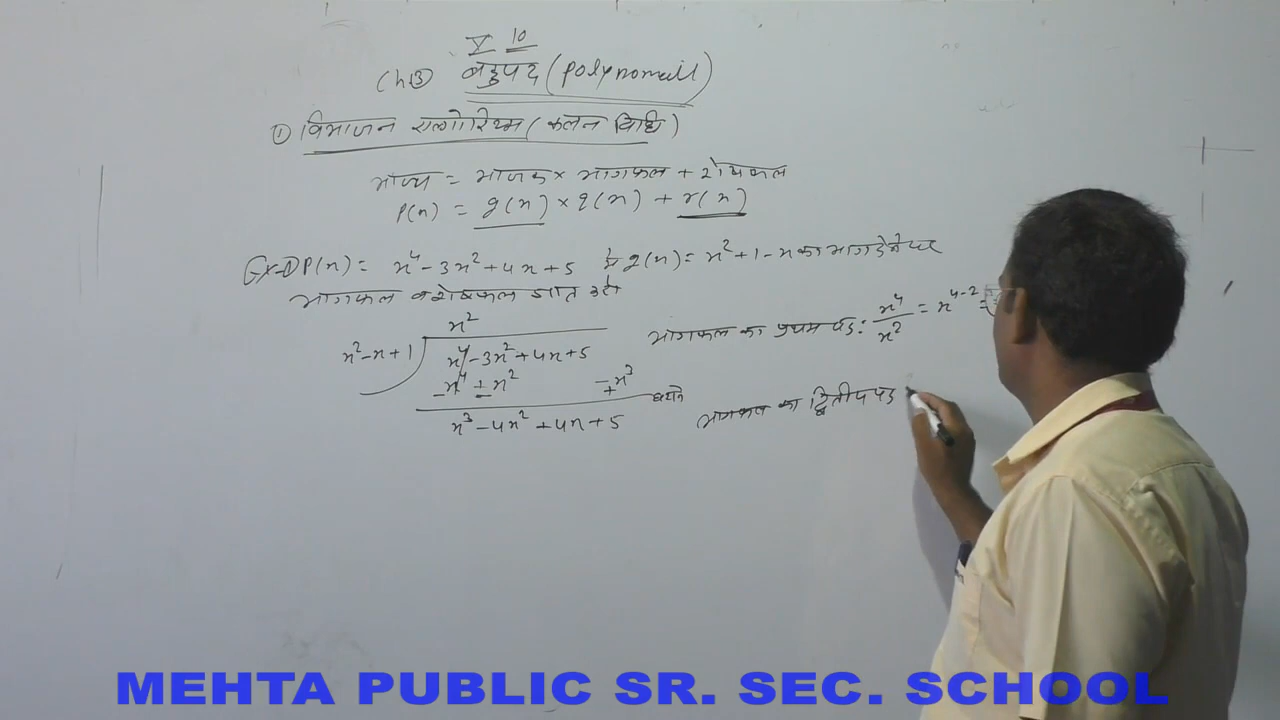 X 10
Ch(3) बहुपद (Polynomeill)
① विभाजन एल्गोरिथ्म (कलन विधि)
भाज्य = भाजक × भागफल + शेषफल
P(x) = g(x) × q(x) + r(x)
Ex-① P(x) = x⁴ - 3x² + 4x + 5 में g(x) = x² + 1 - x का भाग देने पर
भागफल व शेषफल ज्ञात करो
x²
x² - x + 1 x⁴ - 3x² + 4x + 5
भागफल का प्रथम पद : x⁴/x² = x⁴⁻² =
- x⁴ ± x² ∓ x³
घटाने
x³ - 4x² + 4x + 5
भागफल का द्वितीय पद
MEHTA PUBLIC SR. SEC. SCHOOL